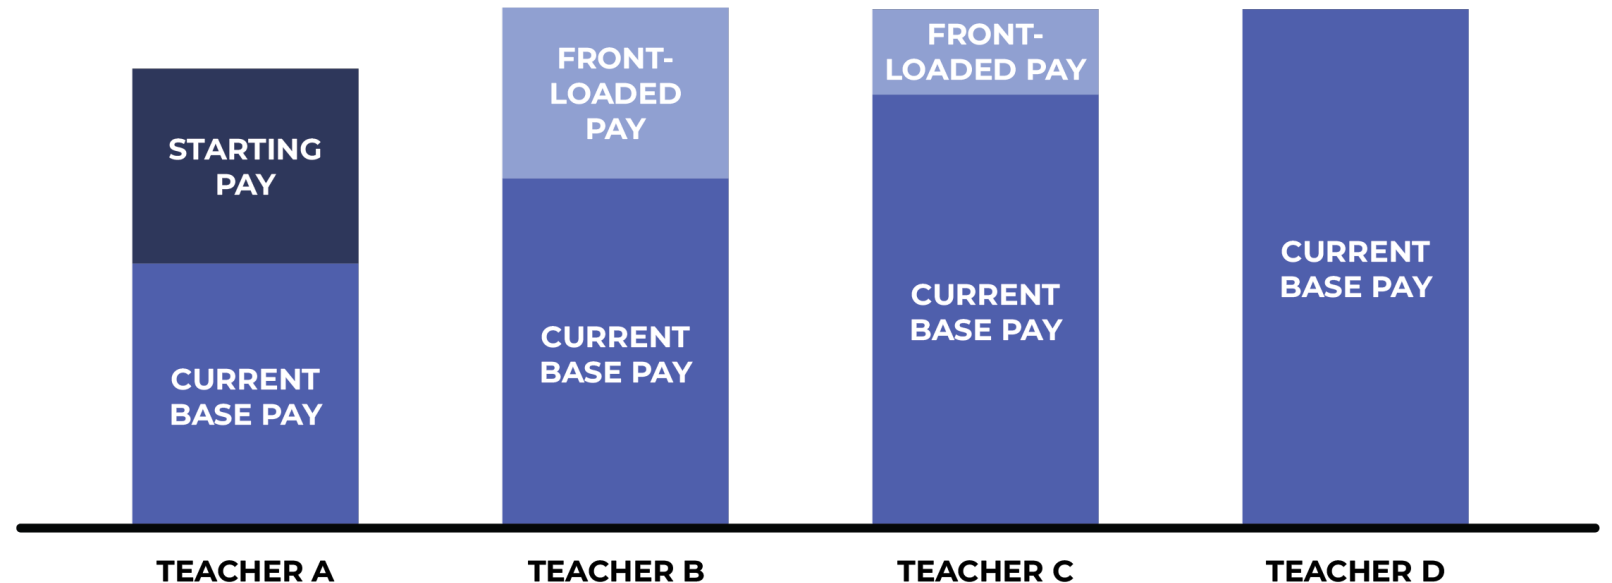 STARTING
PAY
CURRENT
BASE PAY
FRONT-
LOADED
PAY
CURRENT
BASE PAY
FRONT-
LOADED PAY
CURRENT
BASE PAY
CURRENT
BASE PAY
TEACHER A
TEACHER B
TEACHER C
TEACHER D